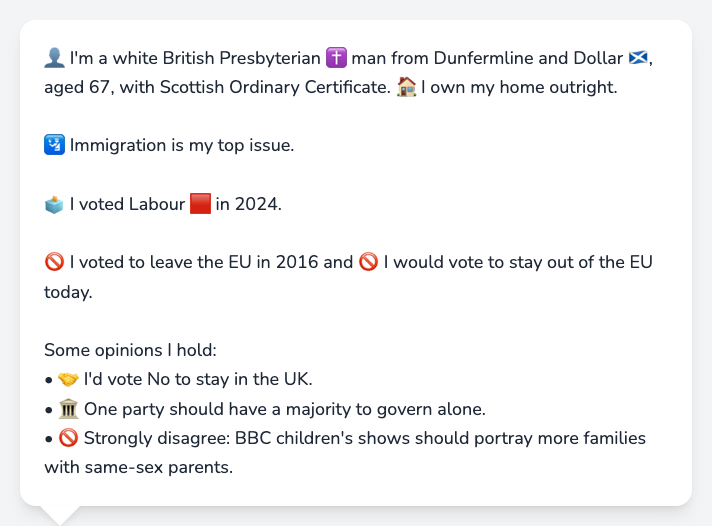 👤 I'm a white British Presbyterian ✝️ man from Dunfermline and Dollar 🏴󠁧󠁢󠁳󠁣󠁴󠁿,
aged 67, with Scottish Ordinary Certificate. 🏠 I own my home outright.
🛂 Immigration is my top issue.
🗳️ I voted Labour 🟥 in 2024.
🚫 I voted to leave the EU in 2016 and 🚫 I would vote to stay out of the EU
today.
Some opinions I hold:
• 🤝 I'd vote No to stay in the UK.
• 🏛️ One party should have a majority to govern alone.
• 🚫 Strongly disagree: BBC children's shows should portray more families
with same-sex parents.